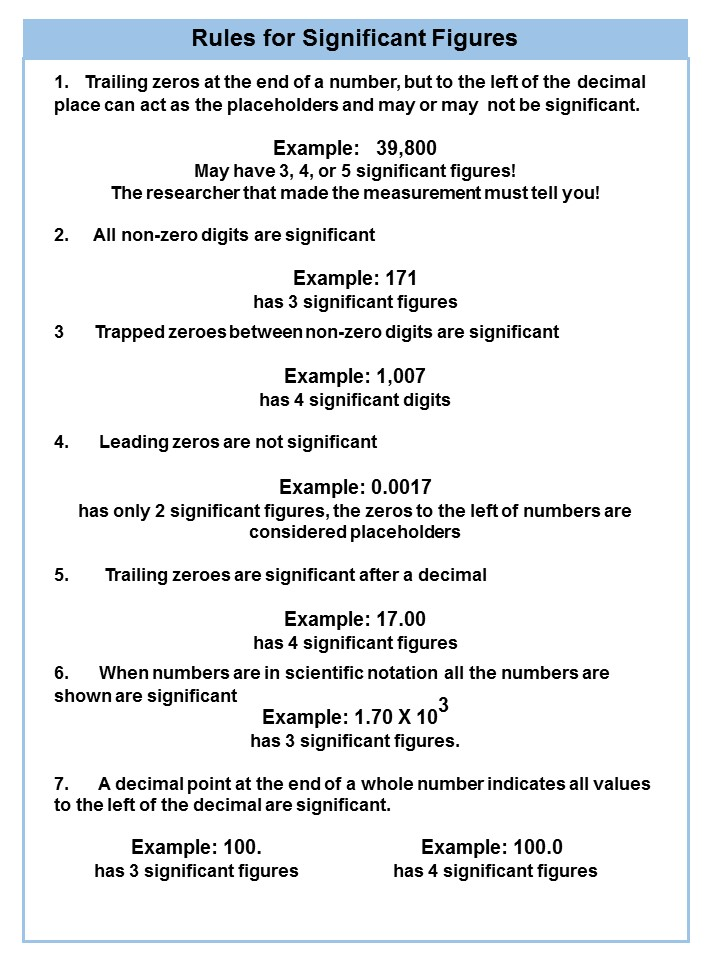 Rules for Significant Figures
1. Trailing zeros at the end of a number, but to the left of the decimal
place can act as the placeholders and may or may not be significant.
Example: 39,800
May have 3, 4, or 5 significant figures!
The researcher that made the measurement must tell you!
2. All non-zero digits are significant
Example: 171
has 3 significant figures
3 Trapped zeroes between non-zero digits are significant
Example: 1,007
has 4 significant digits
4. Leading zeros are not significant
Example: 0.0017
has only 2 significant figures, the zeros to the left of numbers are
considered placeholders
5. Trailing zeroes are significant after a decimal
Example: 17.00
has 4 significant figures
6. When numbers are in scientific notation all the numbers are
shown are significant
Example: 1.70 X 10³
has 3 significant figures.
7. A decimal point at the end of a whole number indicates all values
to the left of the decimal are significant.
Example: 100.
has 3 significant figures
Example: 100.0
has 4 significant figures